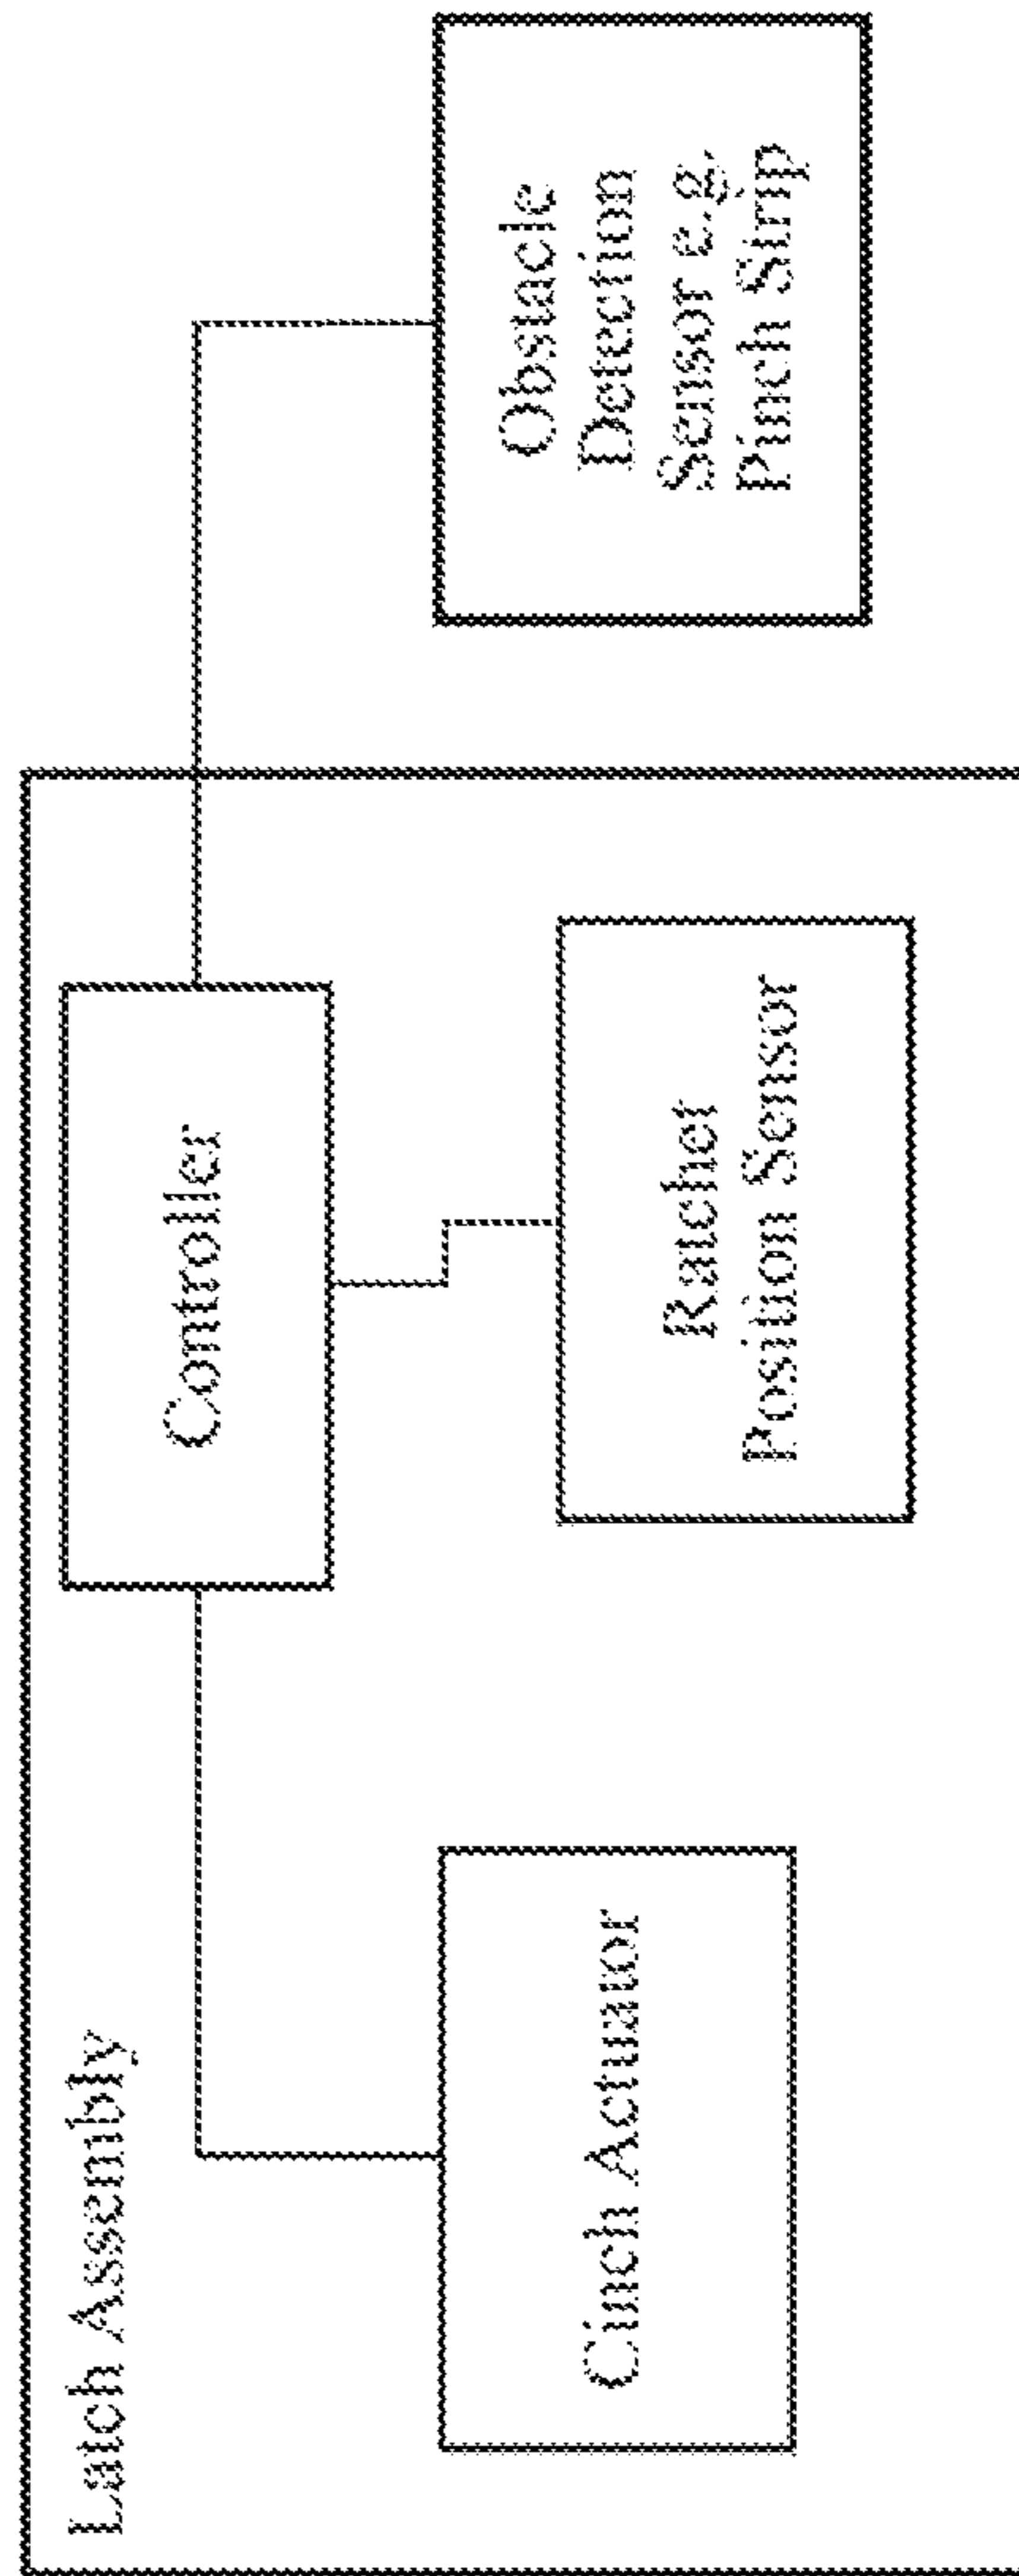 Latch Assembly
Controller
Cinch Actuator
Ratchet
Position Sensor
Obstacle
Detection
Sensor e.g.
Pinch Strip